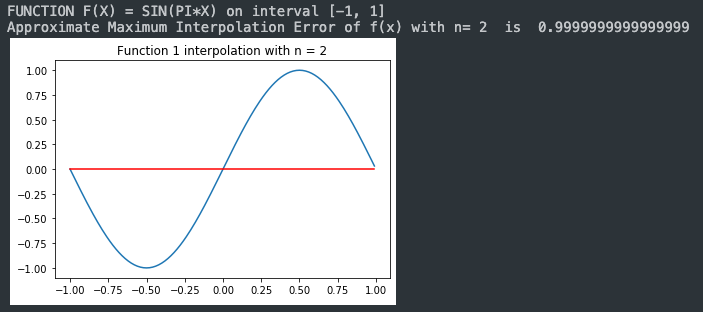 FUNCTION F(X) = SIN(PI*X) on interval [-1, 1]
Approximate Maximum Interpolation Error of f(x) with n= 2  is  0.9999999999999999
Function 1 interpolation with n = 2
1.00
0.75
0.50
0.25
0.00
−0.25
−0.50
−0.75
−1.00
−1.00 −0.75 −0.50 −0.25 0.00 0.25 0.50 0.75 1.00